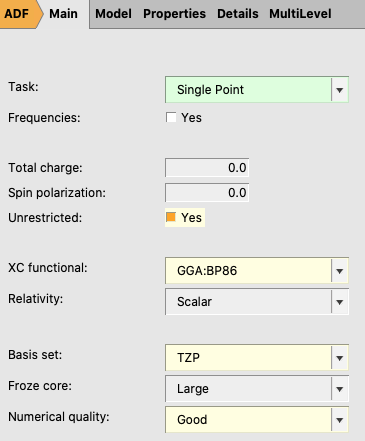 ADF Main Model Properties Details MultiLevel
Task: Single Point
Frequencies: Yes
Total charge: 0.0
Spin polarization: 0.0
Unrestricted: Yes
XC functional: GGA:BP86
Relativity: Scalar
Basis set: TZP
Froze core: Large
Numerical quality: Good